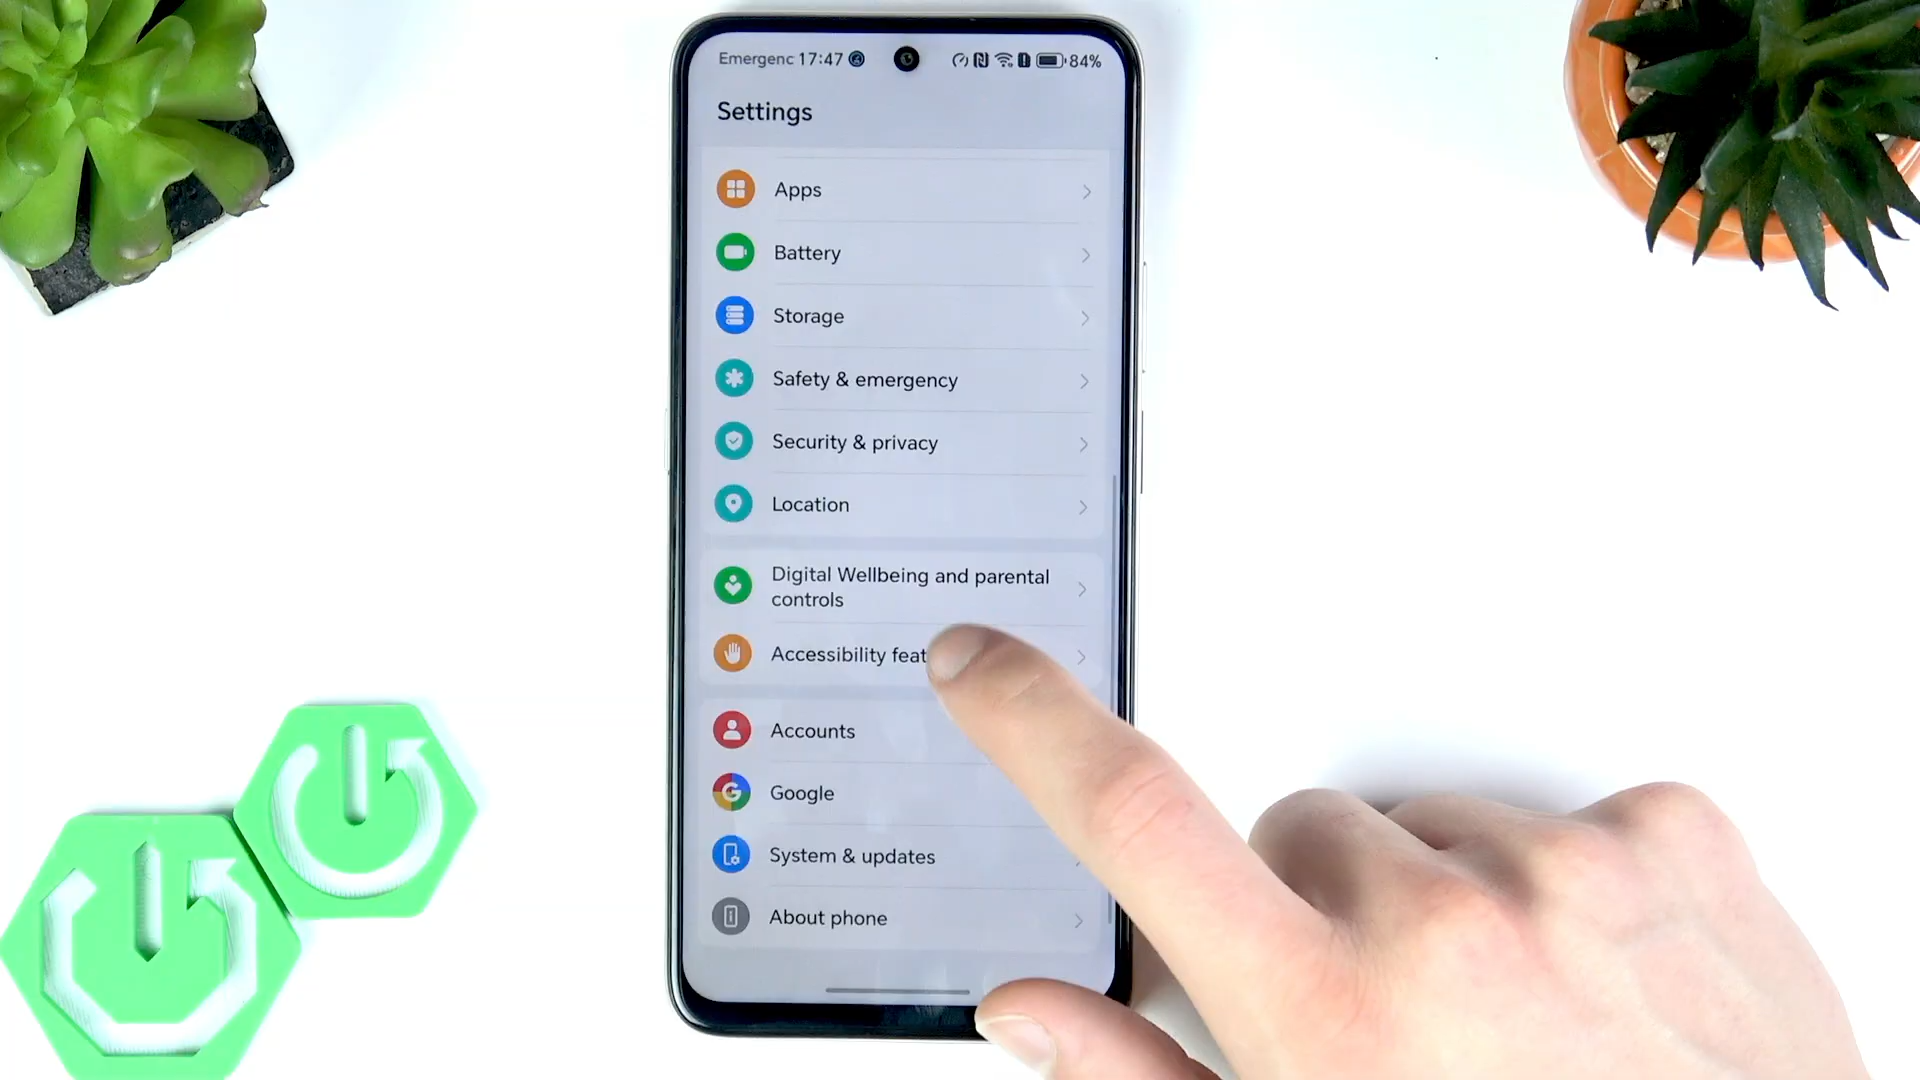 Emergenc 17:47 84%
Settings
Apps
Battery
Storage
Safety & emergency
Security & privacy
Location
Digital Wellbeing and parental
controls
Accessibility feat
Accounts
Google
System & updates
About phone